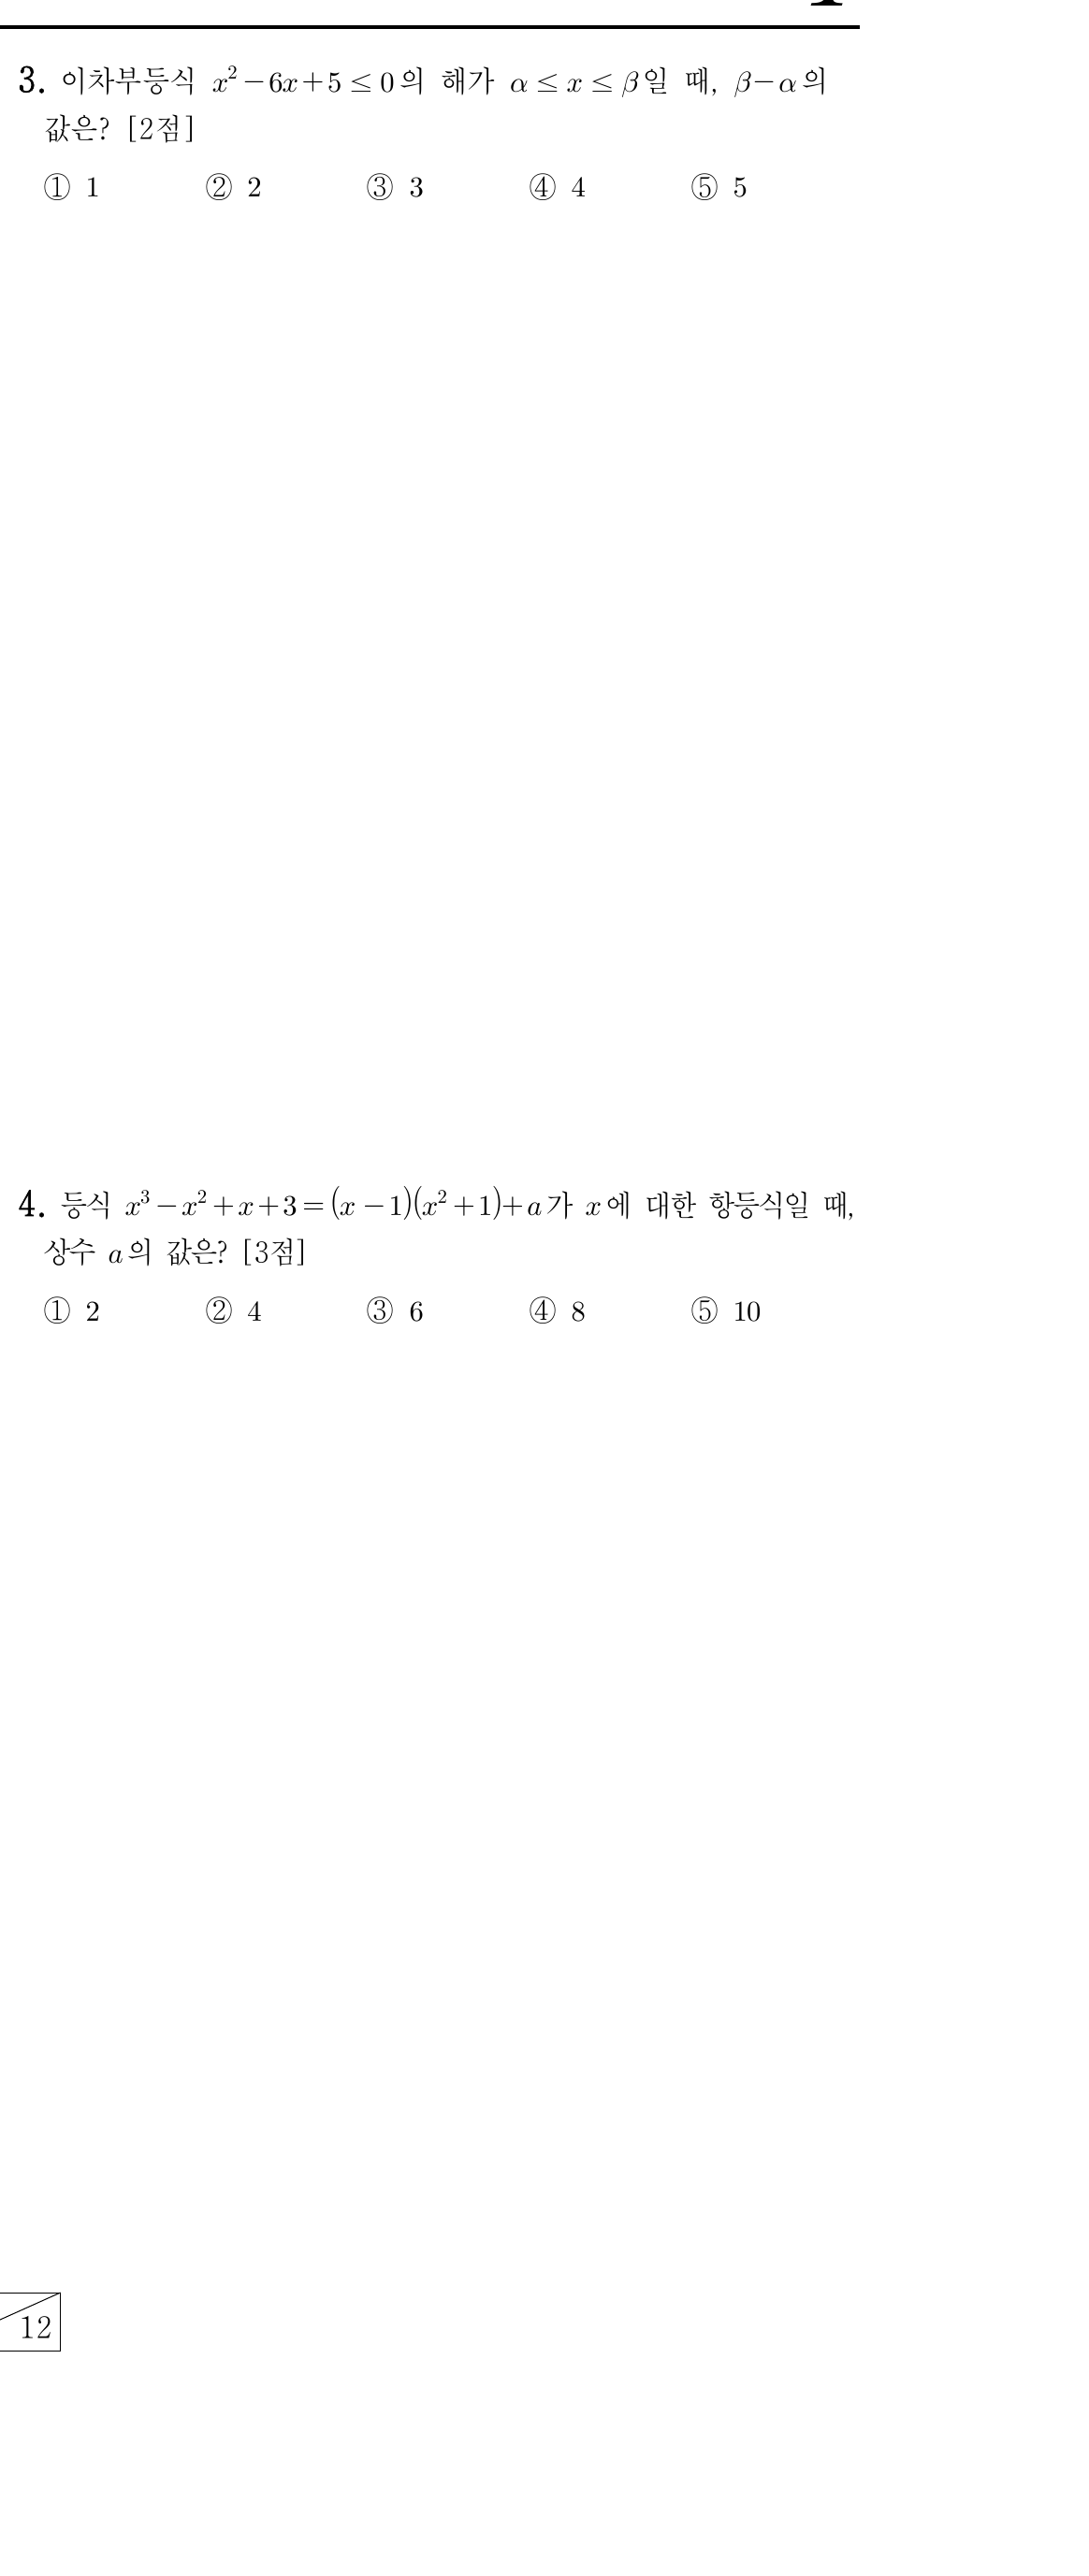 3. 이차부등식 x²−6x+5≤0의 해가 α≤x≤β일 때, β−α의
값은? [2점]
① 1 ② 2 ③ 3 ④ 4 ⑤ 5
4. 등식 x³−x²+x+3=(x−1)(x²+1)+a가 x에 대한 항등식일 때,
상수 a의 값은? [3점]
① 2 ② 4 ③ 6 ④ 8 ⑤ 10
12